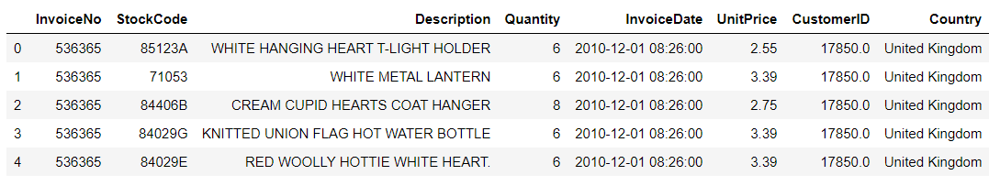 InvoiceNo StockCode Description Quantity InvoiceDate UnitPrice CustomerID Country
0 536365 85123A WHITE HANGING HEART T-LIGHT HOLDER 6 2010-12-01 08:26:00 2.55 17850.0 United Kingdom
1 536365 71053 WHITE METAL LANTERN 6 2010-12-01 08:26:00 3.39 17850.0 United Kingdom
2 536365 84406B CREAM CUPID HEARTS COAT HANGER 8 2010-12-01 08:26:00 2.75 17850.0 United Kingdom
3 536365 84029G KNITTED UNION FLAG HOT WATER BOTTLE 6 2010-12-01 08:26:00 3.39 17850.0 United Kingdom
4 536365 84029E RED WOOLLY HOTTIE WHITE HEART. 6 2010-12-01 08:26:00 3.39 17850.0 United Kingdom